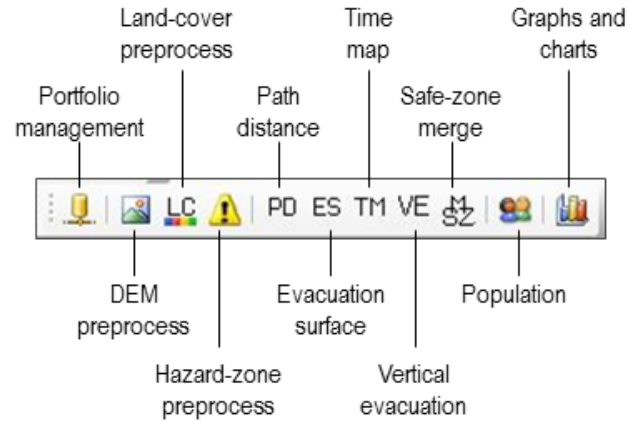 Land-cover
preprocess
Time
map
Graphs and
charts
Portfolio
management
Path
distance
Safe-zone
merge
LC
PD
ES
TM
VE
M
SZ
DEM
preprocess
Evacuation
surface
Population
Hazard-zone
preprocess
Vertical
evacuation